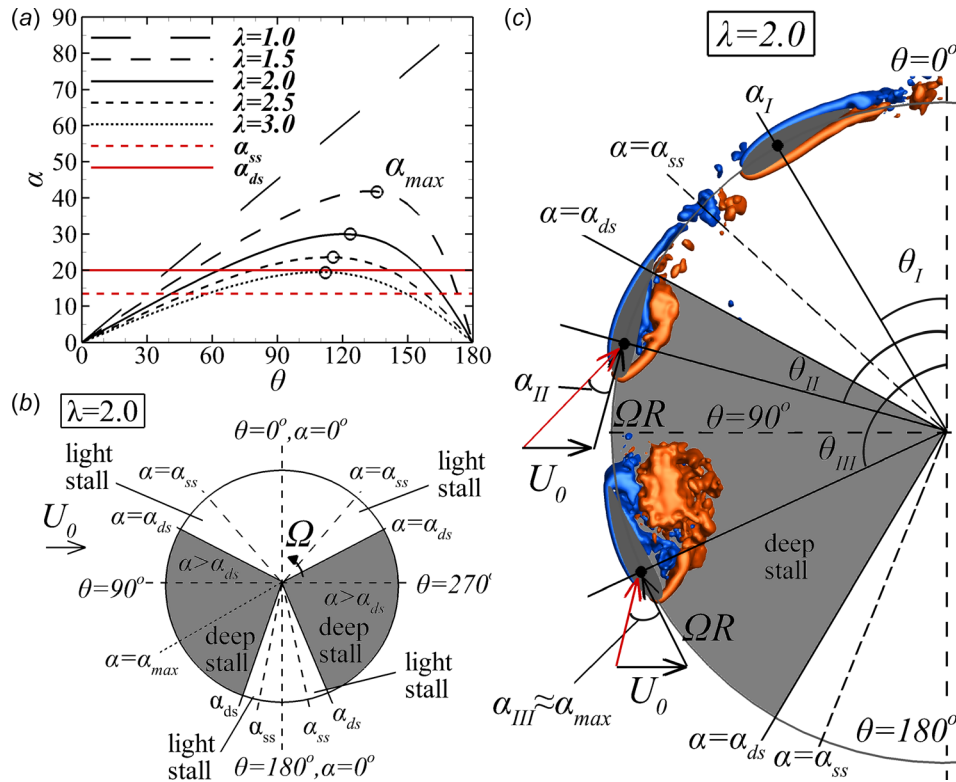 (a)
90
80
70
60
50
40
30
20
10
0
α
λ=1.0
λ=1.5
λ=2.0
λ=2.5
λ=3.0
αss
αds
αmax
0 30 60 90 120 150 180
θ
(b)
λ=2.0
θ=0°,α=0°
light
stall
α=αss
α=αss
light
stall
U0
α=αds
α=αds
Ω
α>αds
θ=90°
θ=270°
α>αds
deep
stall
deep
stall
α=αmax
light
stall
αds
αss
αss
αds
light
stall
θ=180°,α=0°
(c)
λ=2.0
θ=0°
αI
α=αss
α=αds
θI
θII
αII
ΩR
θ=90°
θIII
U0
deep
stall
ΩR
U0
αIII≈αmax
θ=180°
α=αds
α=αss